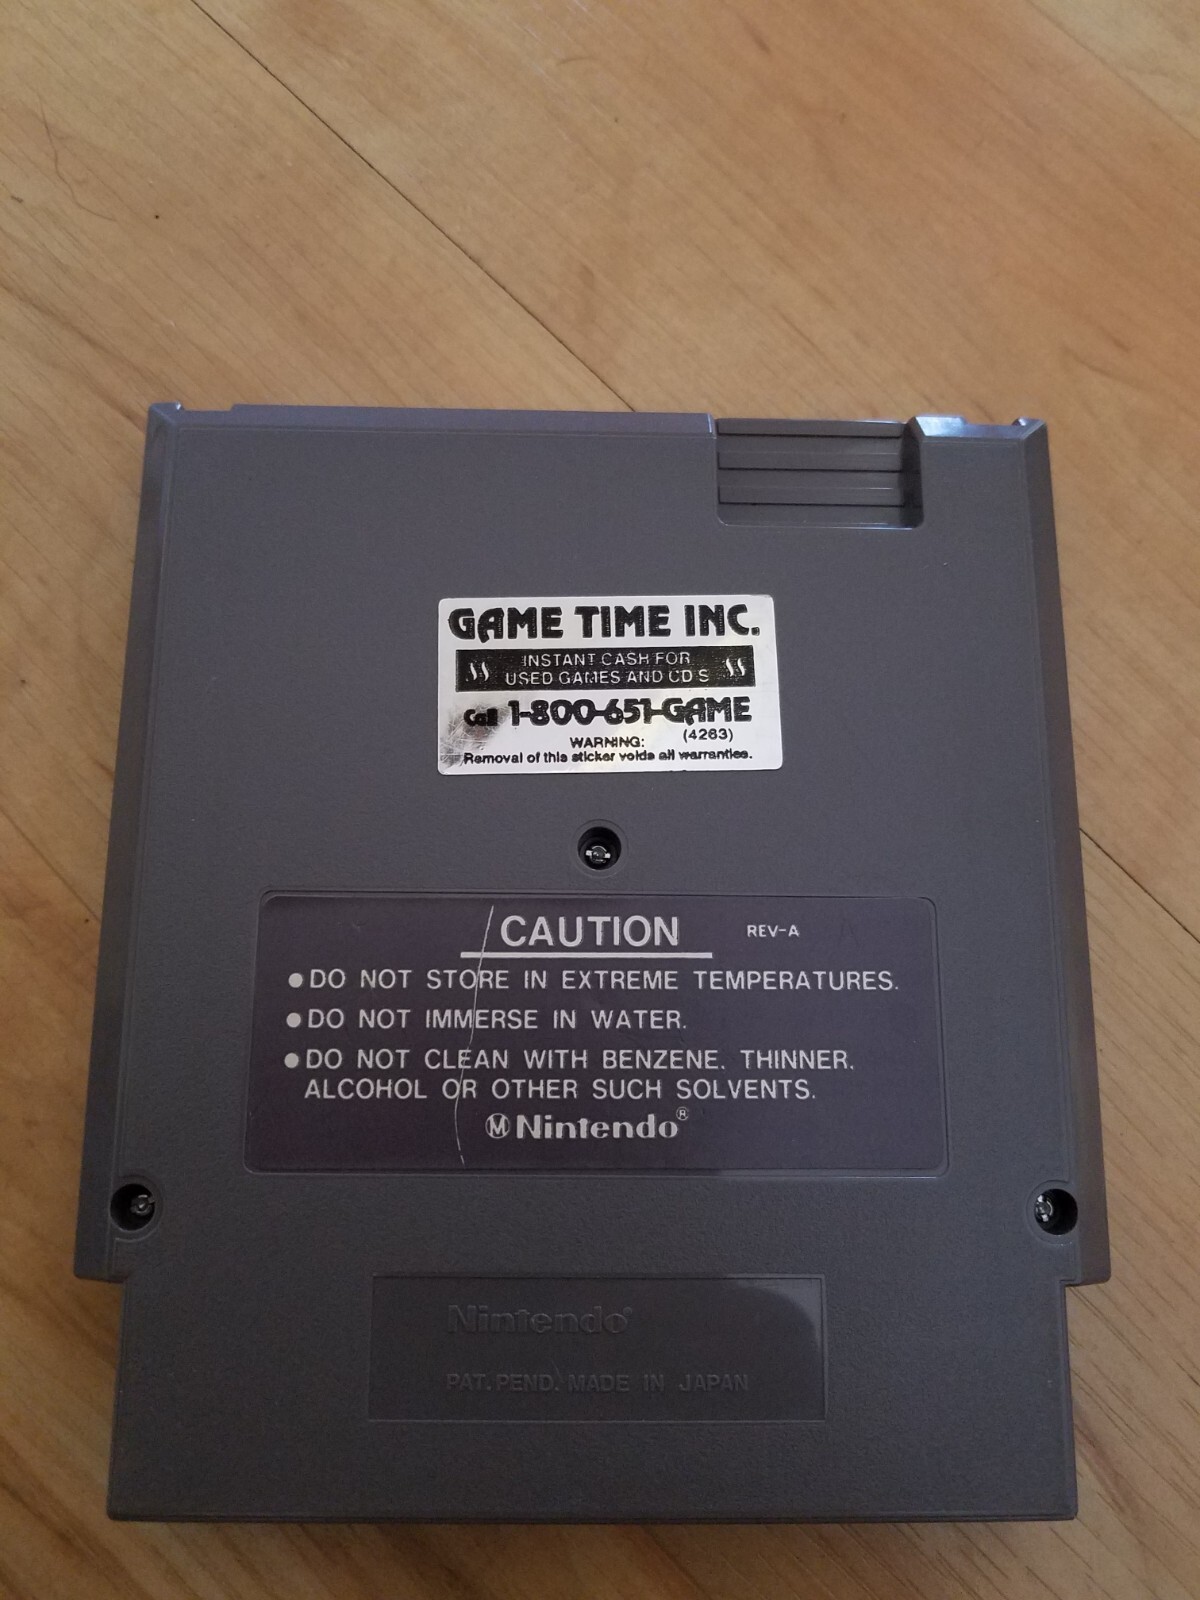 GAME TIME INC.
INSTANT CASH FOR
USED GAMES AND CD S
Call 1-800-651-GAME
(4263)
WARNING:
Removal of this sticker voids all warranties.
CAUTION REV-A
● DO NOT STORE IN EXTREME TEMPERATURES.
● DO NOT IMMERSE IN WATER.
● DO NOT CLEAN WITH BENZENE. THINNER.
ALCOHOL OR OTHER SUCH SOLVENTS.
Ⓜ Nintendo®
Nintendo®
PAT. PEND. MADE IN JAPAN